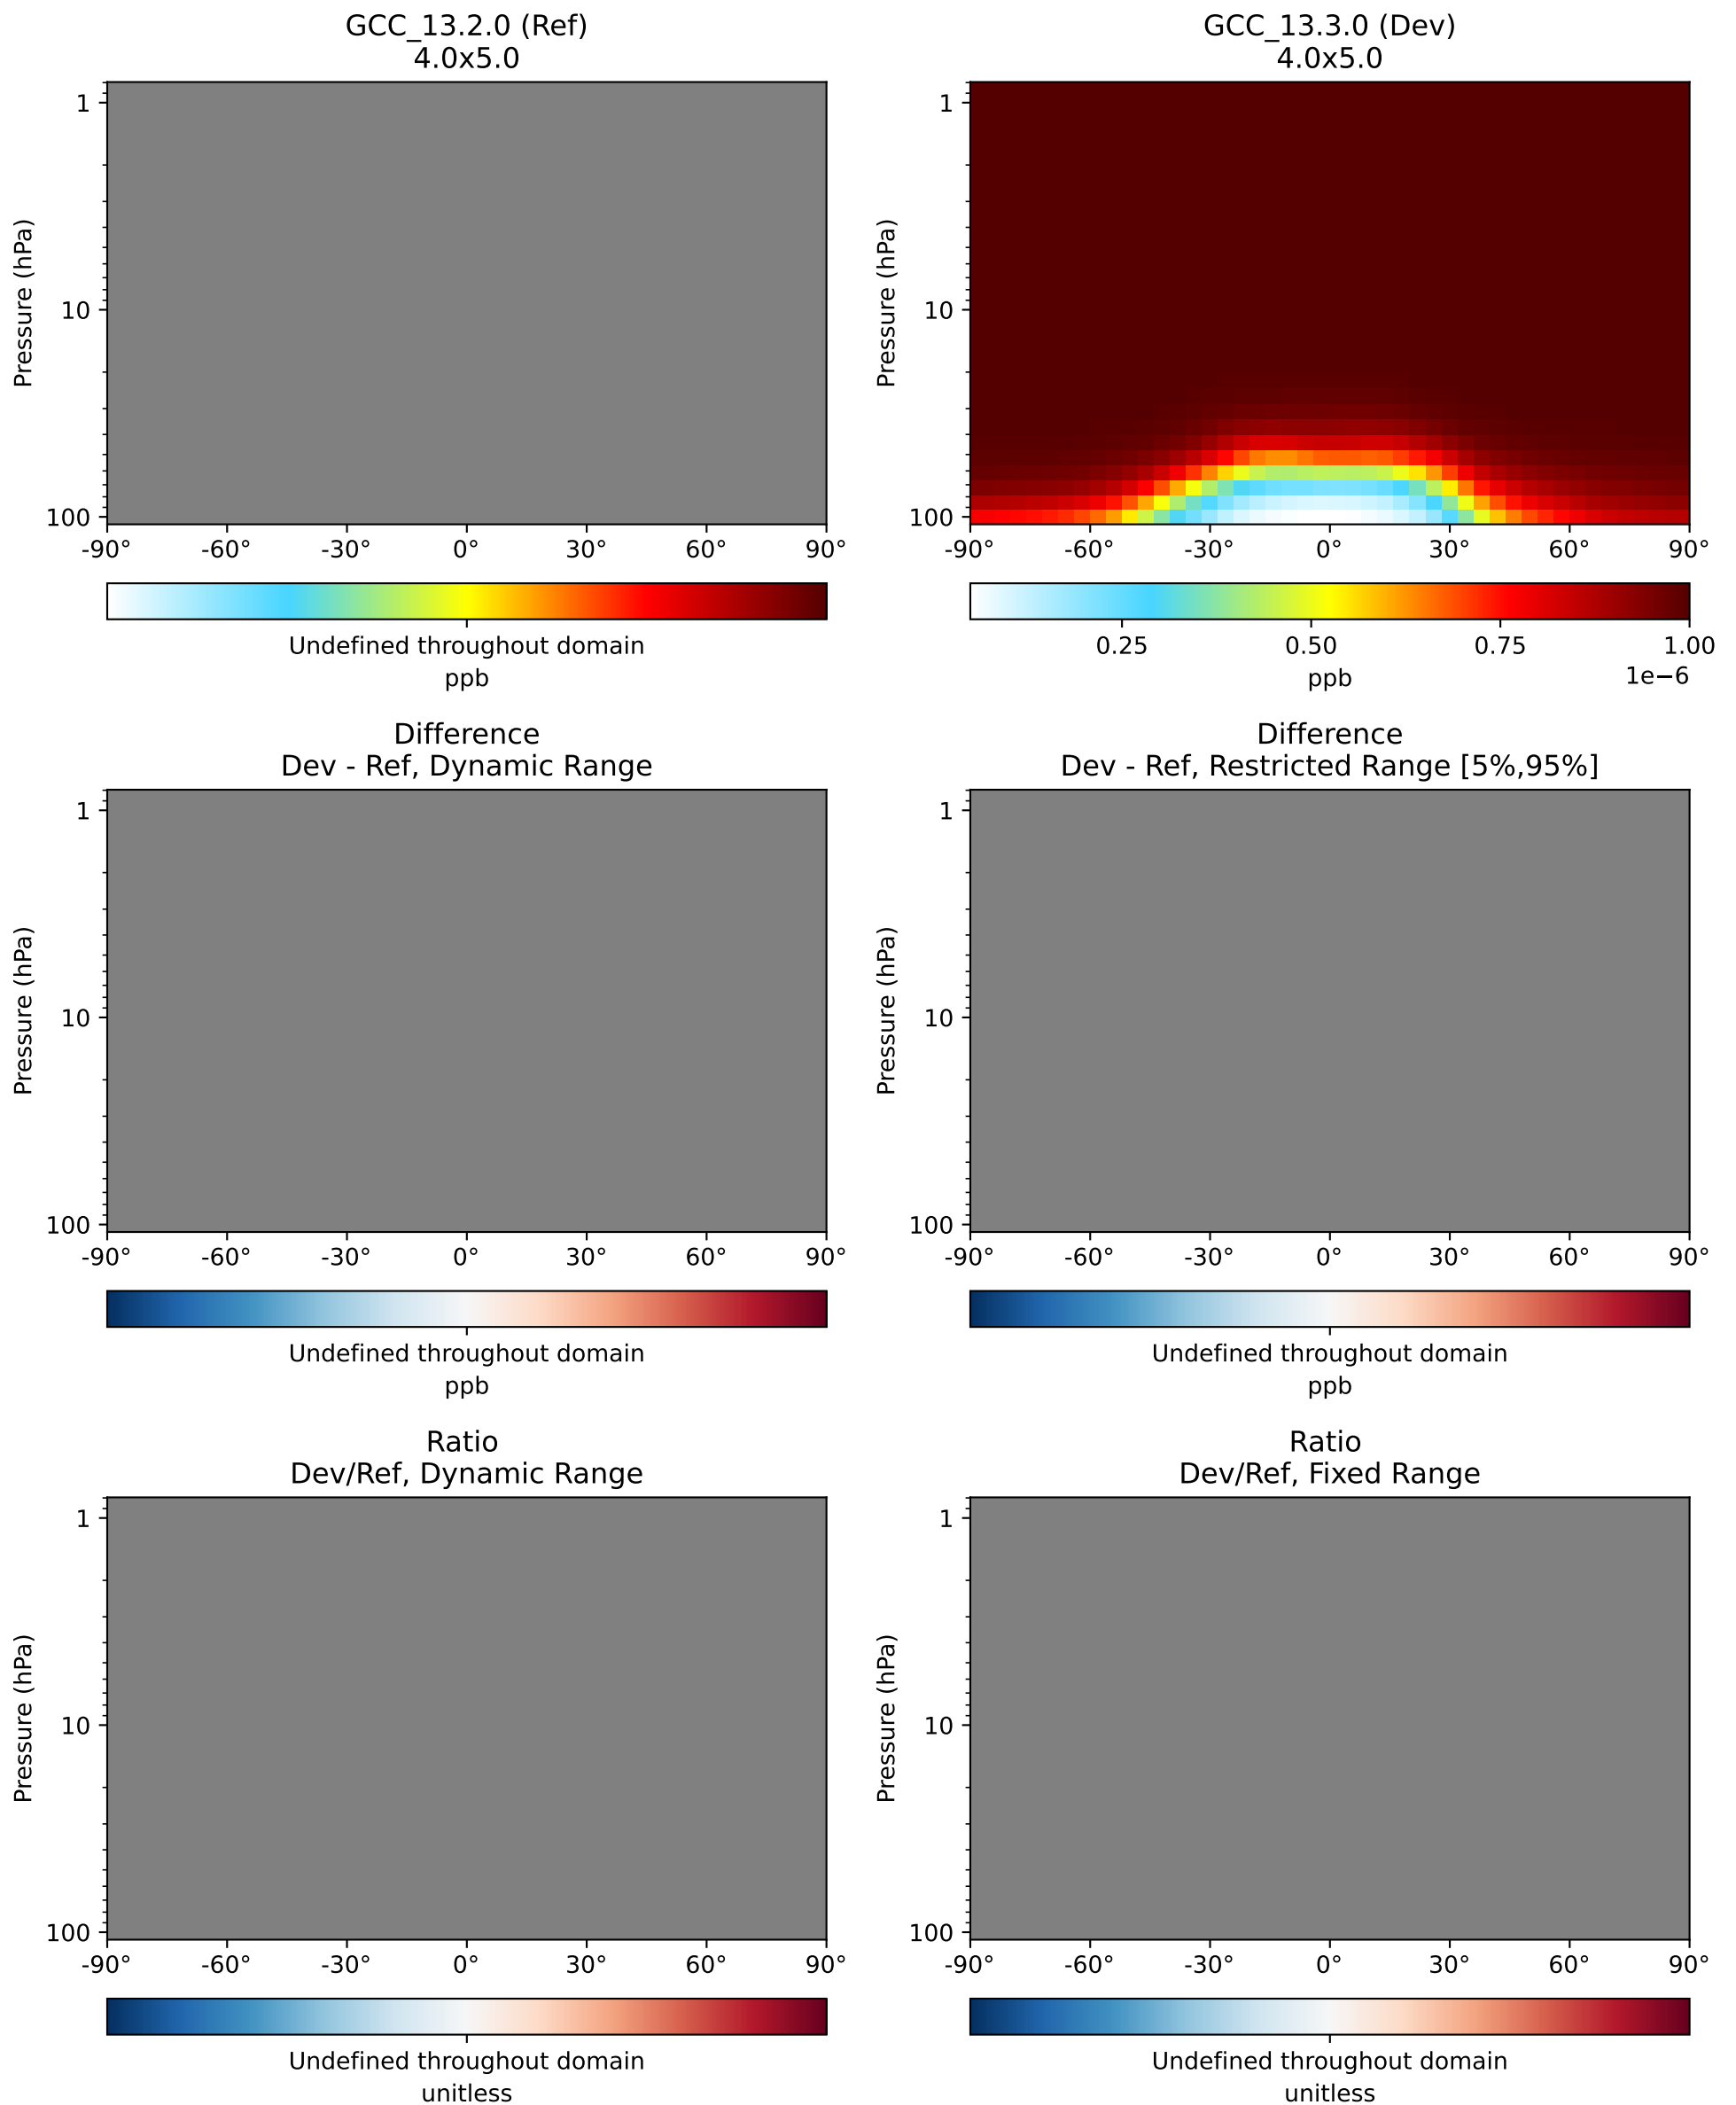 GCC_13.2.0 (Ref)
4.0x5.0
Pressure (hPa)
1
10
100
-90° -60° -30° 0° 30° 60° 90°
Undefined throughout domain
ppb
GCC_13.3.0 (Dev)
4.0x5.0
Pressure (hPa)
1
10
100
-90° -60° -30° 0° 30° 60° 90°
0.25 0.50 0.75 1.00
ppb
1e−6
Difference
Dev - Ref, Dynamic Range
Pressure (hPa)
1
10
100
-90° -60° -30° 0° 30° 60° 90°
Undefined throughout domain
ppb
Difference
Dev - Ref, Restricted Range [5%,95%]
Pressure (hPa)
1
10
100
-90° -60° -30° 0° 30° 60° 90°
Undefined throughout domain
ppb
Ratio
Dev/Ref, Dynamic Range
Pressure (hPa)
1
10
100
-90° -60° -30° 0° 30° 60° 90°
Undefined throughout domain
unitless
Ratio
Dev/Ref, Fixed Range
Pressure (hPa)
1
10
100
-90° -60° -30° 0° 30° 60° 90°
Undefined throughout domain
unitless